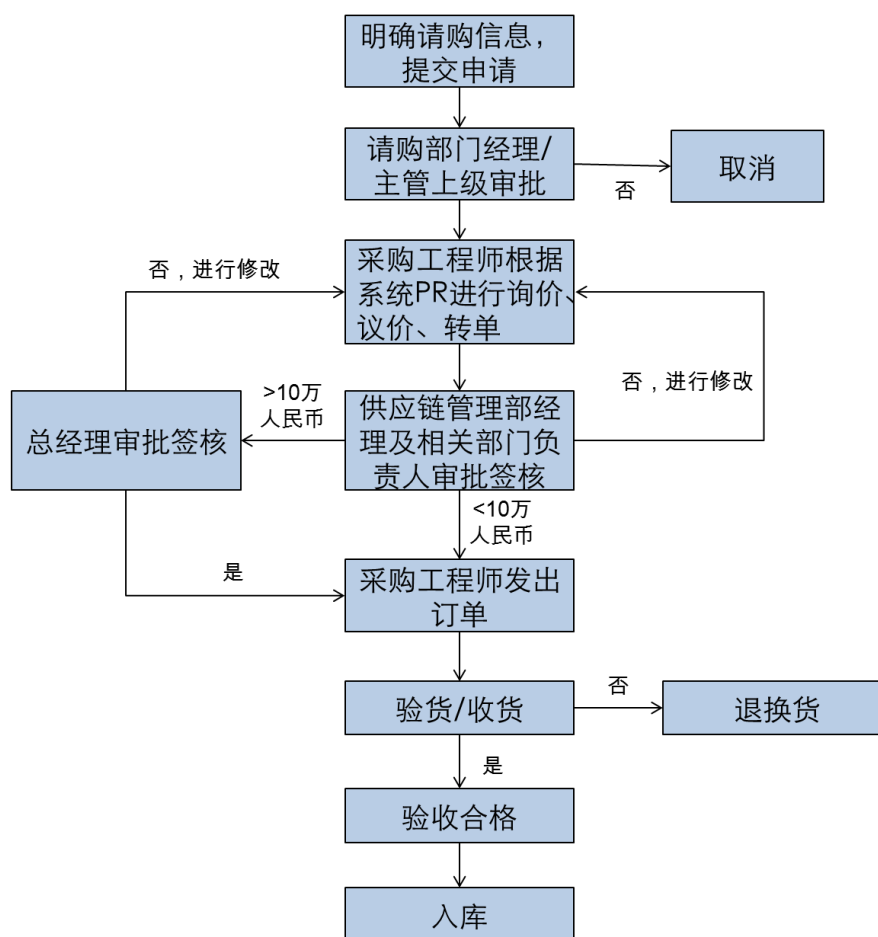 明确请购信息，
提交申请
请购部门经理/
主管上级审批
取消
否
采购工程师根据
系统PR进行询价、
议价、转单
否，进行修改
否，进行修改
>10万
人民币
总经理审批签核
供应链管理部经
理及相关部门负
责人审批签核
<10万
人民币
是
采购工程师发出
订单
验货/收货
否
退换货
是
验收合格
入库